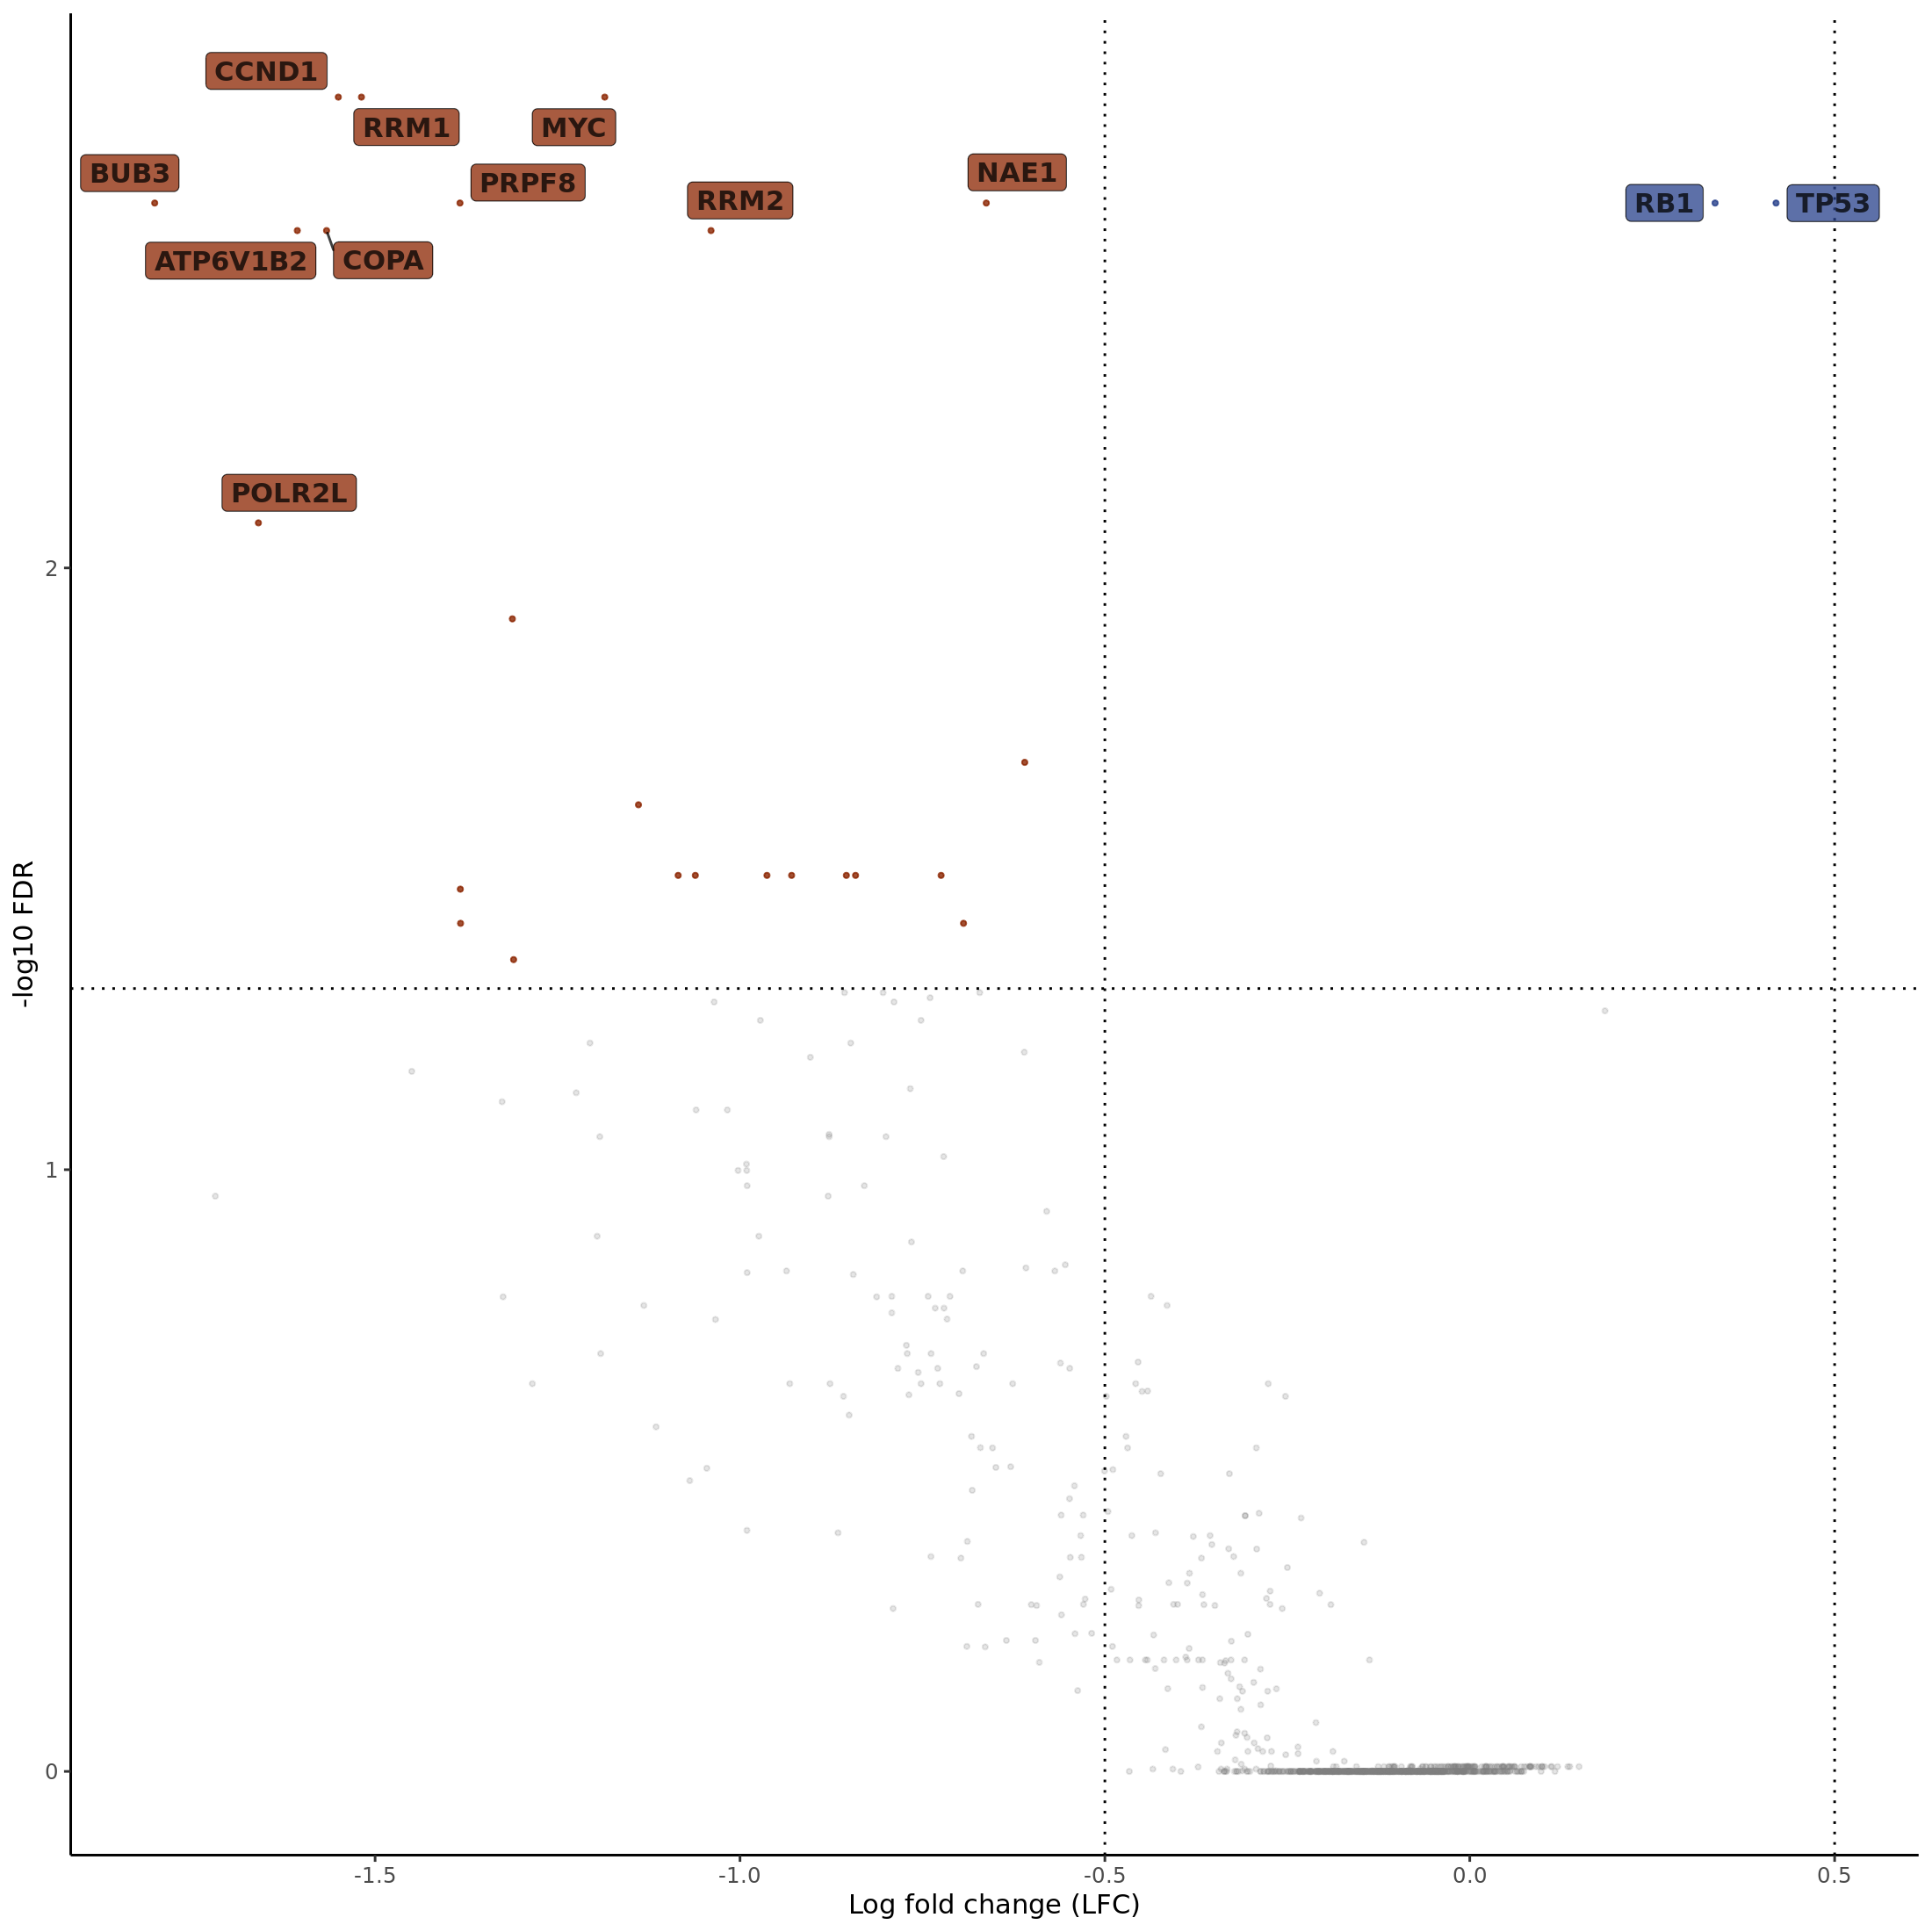 CCND1
RRM1
MYC
BUB3
PRPF8
RRM2
NAE1
RB1
TP53
ATP6V1B2
COPA
POLR2L
2
1
0
-log10 FDR
-1.5
-1.0
-0.5
0.0
0.5
Log fold change (LFC)